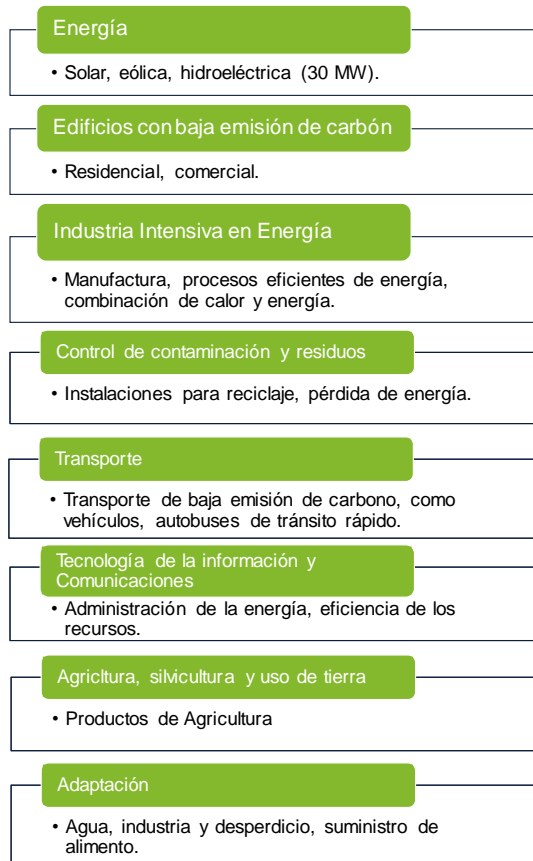 Energía
• Solar, eólica, hidroeléctrica (30 MW).
Edificios con baja emisión de carbón
• Residencial, comercial.
Industria Intensiva en Energía
• Manufactura, procesos eficientes de energía,
combinación de calor y energía.
Control de contaminación y residuos
• Instalaciones para reciclaje, pérdida de energía.
Transporte
• Transporte de baja emisión de carbono, como
vehículos, autobuses de tránsito rápido.
Tecnología de la información y
Comunicaciones
• Administración de la energía, eficiencia de los
recursos.
Agricltura, silvicultura y uso de tierra
• Productos de Agricultura
Adaptación
• Agua, industria y desperdicio, suministro de
alimento.